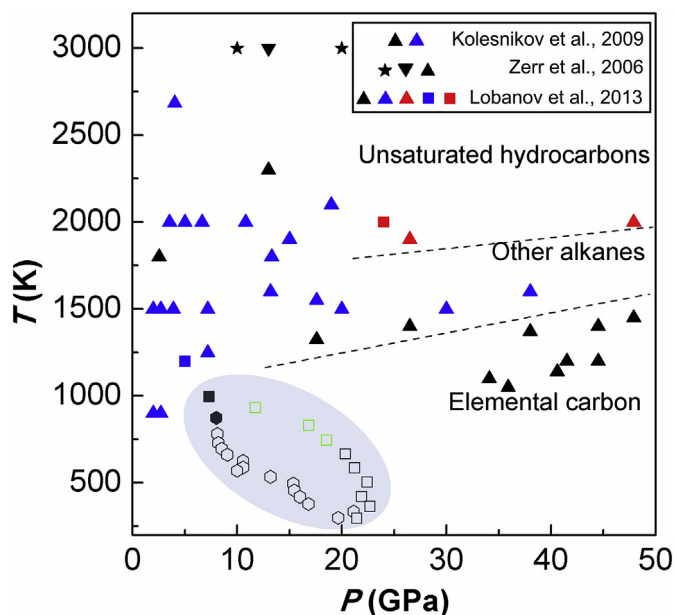 3000
2500
2000
1500
1000
500
T (K)
Kolesnikov et al., 2009
Zerr et al., 2006
Lobanov et al., 2013
Unsaturated hydrocarbons
Other alkanes
Elemental carbon
0 10 20 30 40 50
P (GPa)